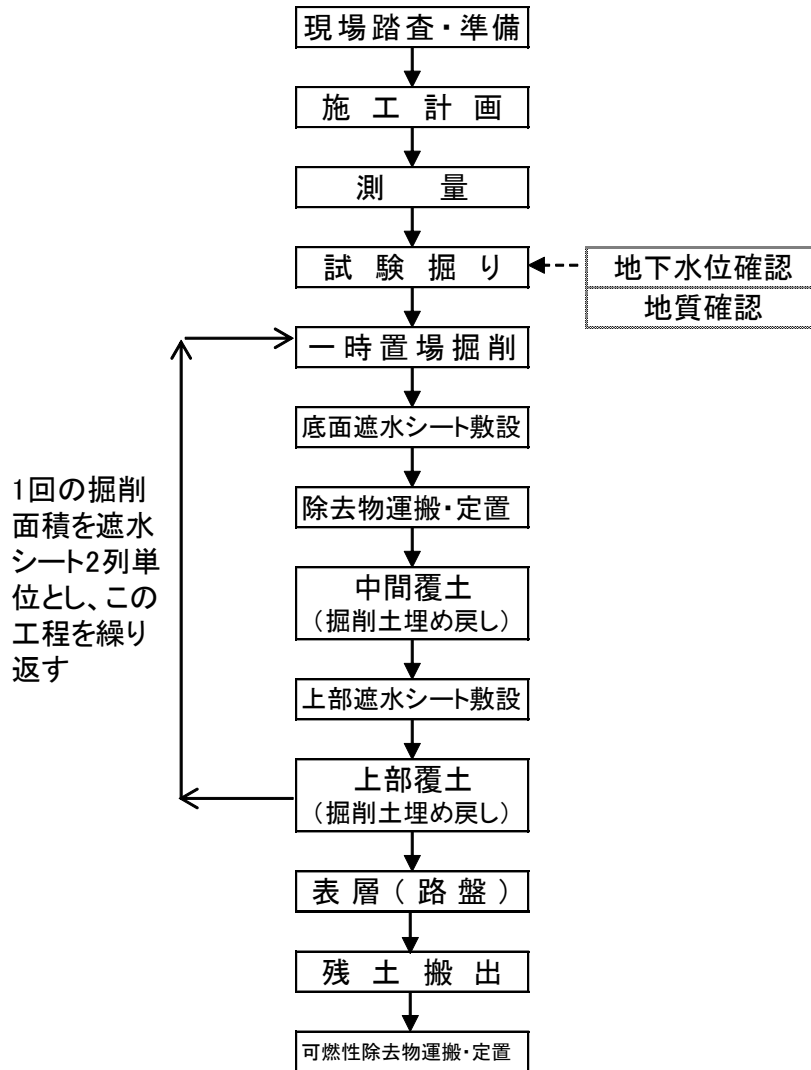 現場踏査・準備
施工計画
測量
試験掘り
地下水位確認
地質確認
一時置場掘削
底面遮水シート敷設
1回の掘削
面積を遮水
シート2列単
位とし、この
工程を繰り
返す
除去物運搬・定置
中間覆土
（掘削土埋め戻し）
上部遮水シート敷設
上部覆土
（掘削土埋め戻し）
表層（路盤）
残土搬出
可燃性除去物運搬・定置